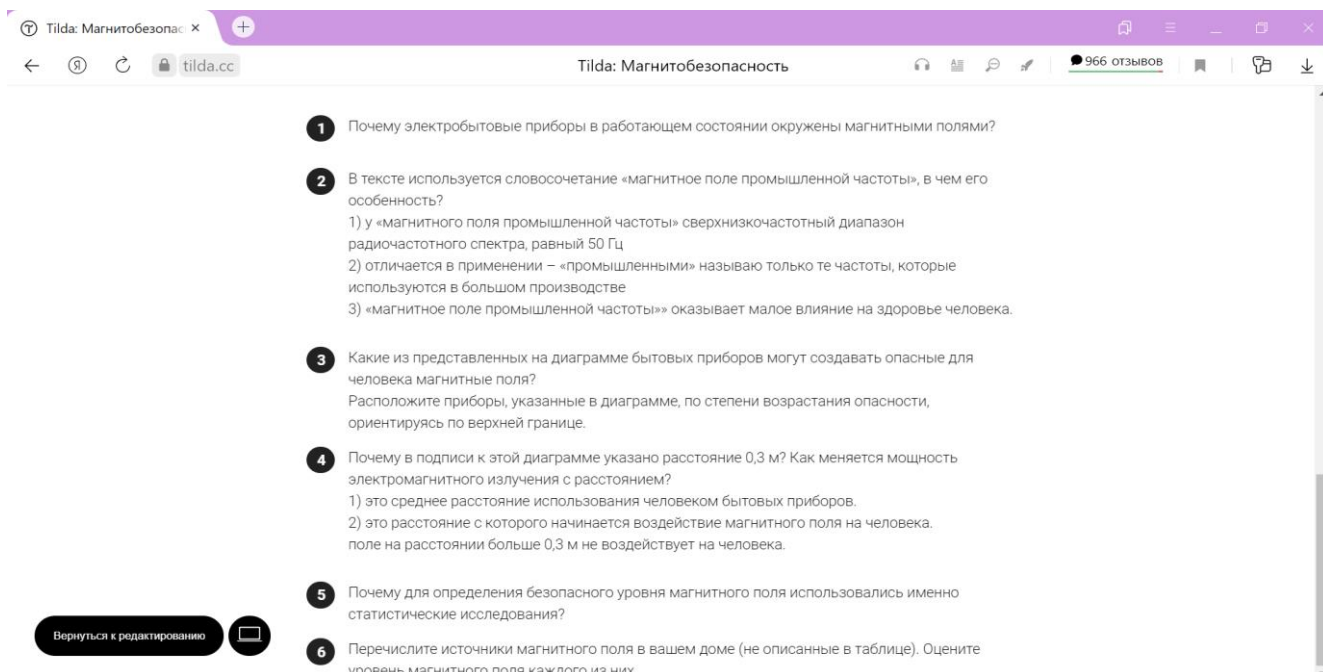 Tilda: Магнитобезопас
tilda.cc
Tilda: Магнитобезопасность
966 отзывов
1 Почему электробытовые приборы в работающем состоянии окружены магнитными полями?
2 В тексте используется словосочетание «магнитное поле промышленной частоты», в чем его
особенность?
1) у «магнитного поля промышленной частоты» сверхнизкочастотный диапазон
радиочастотного спектра, равный 50 Гц
2) отличается в применении – «промышленными» называю только те частоты, которые
используются в большом производстве
3) «магнитное поле промышленной частоты»» оказывает малое влияние на здоровье человека.
3 Какие из представленных на диаграмме бытовых приборов могут создавать опасные для
человека магнитные поля?
Расположите приборы, указанные в диаграмме, по степени возрастания опасности,
ориентируясь по верхней границе.
4 Почему в подписи к этой диаграмме указано расстояние 0,3 м? Как меняется мощность
электромагнитного излучения с расстоянием?
1) это среднее расстояние использования человеком бытовых приборов.
2) это расстояние с которого начинается воздействие магнитного поля на человека.
поле на расстоянии больше 0,3 м не воздействует на человека.
5 Почему для определения безопасного уровня магнитного поля использовались именно
статистические исследования?
Вернуться к редактированию
6 Перечислите источники магнитного поля в вашем доме (не описанные в таблице). Оцените
уровень магнитного поля каждого из них